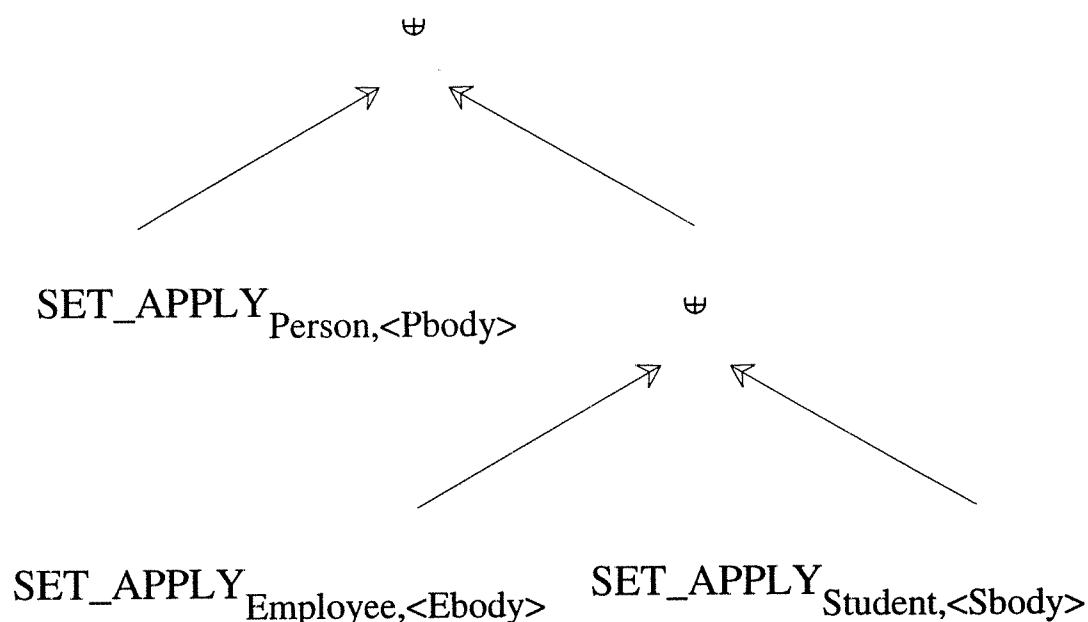 ⊎
SET_APPLY_Person,<Pbody>
⊎
SET_APPLY_Employee,<Ebody>
SET_APPLY_Student,<Sbody>